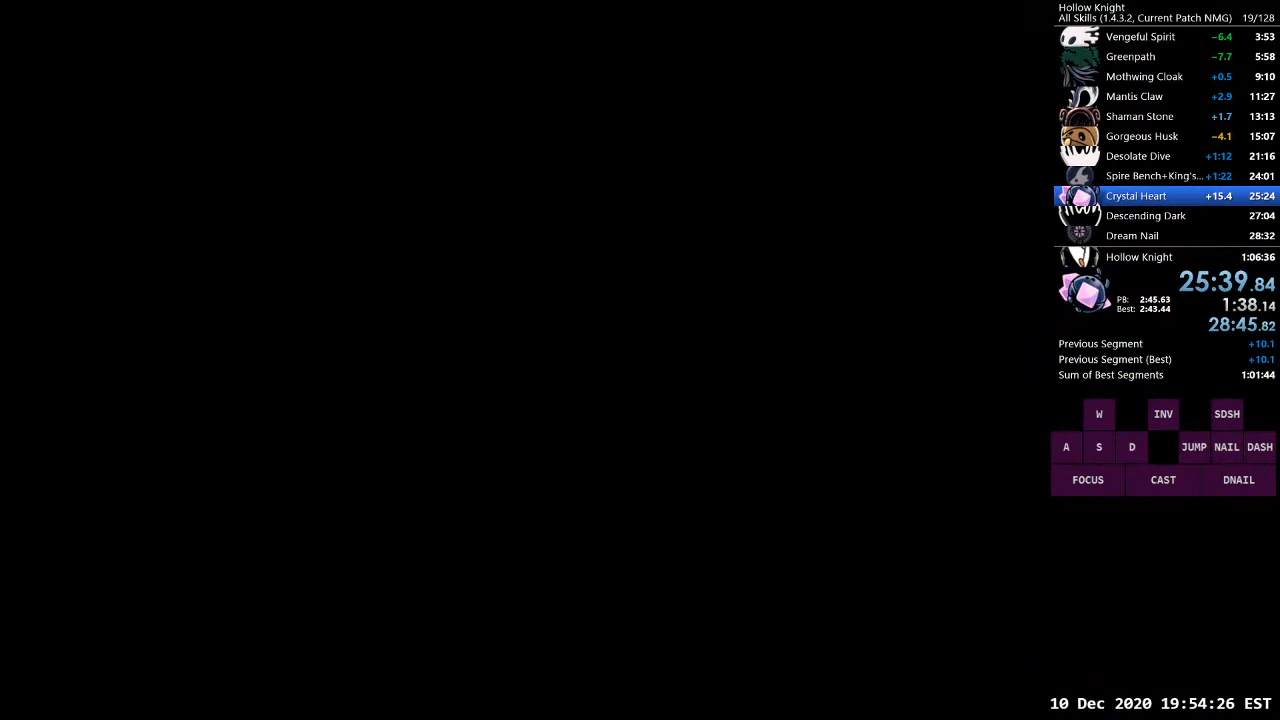 Hollow Knight
All Skills (1.4.3.2, Current Patch NMG) 19/128
Vengeful Spirit −6.4 3:53
Greenpath −7.7 5:58
Mothwing Cloak +0.5 9:10
Mantis Claw +2.9 11:27
Shaman Stone +1.7 13:13
Gorgeous Husk −4.1 15:07
Desolate Dive +1:12 21:16
Spire Bench+King's... +1:22 24:01
Crystal Heart +15.4 25:24
Descending Dark 27:04
Dream Nail 28:32
Hollow Knight 1:06:36
25:39.84
PB: 2:45.63 1:38.14
Best: 2:43.44
28:45.82
Previous Segment +10.1
Previous Segment (Best) +10.1
Sum of Best Segments 1:01:44
W INV SDSH
A S D JUMP NAIL DASH
FOCUS CAST DNAIL
10 Dec 2020 19:54:26 EST